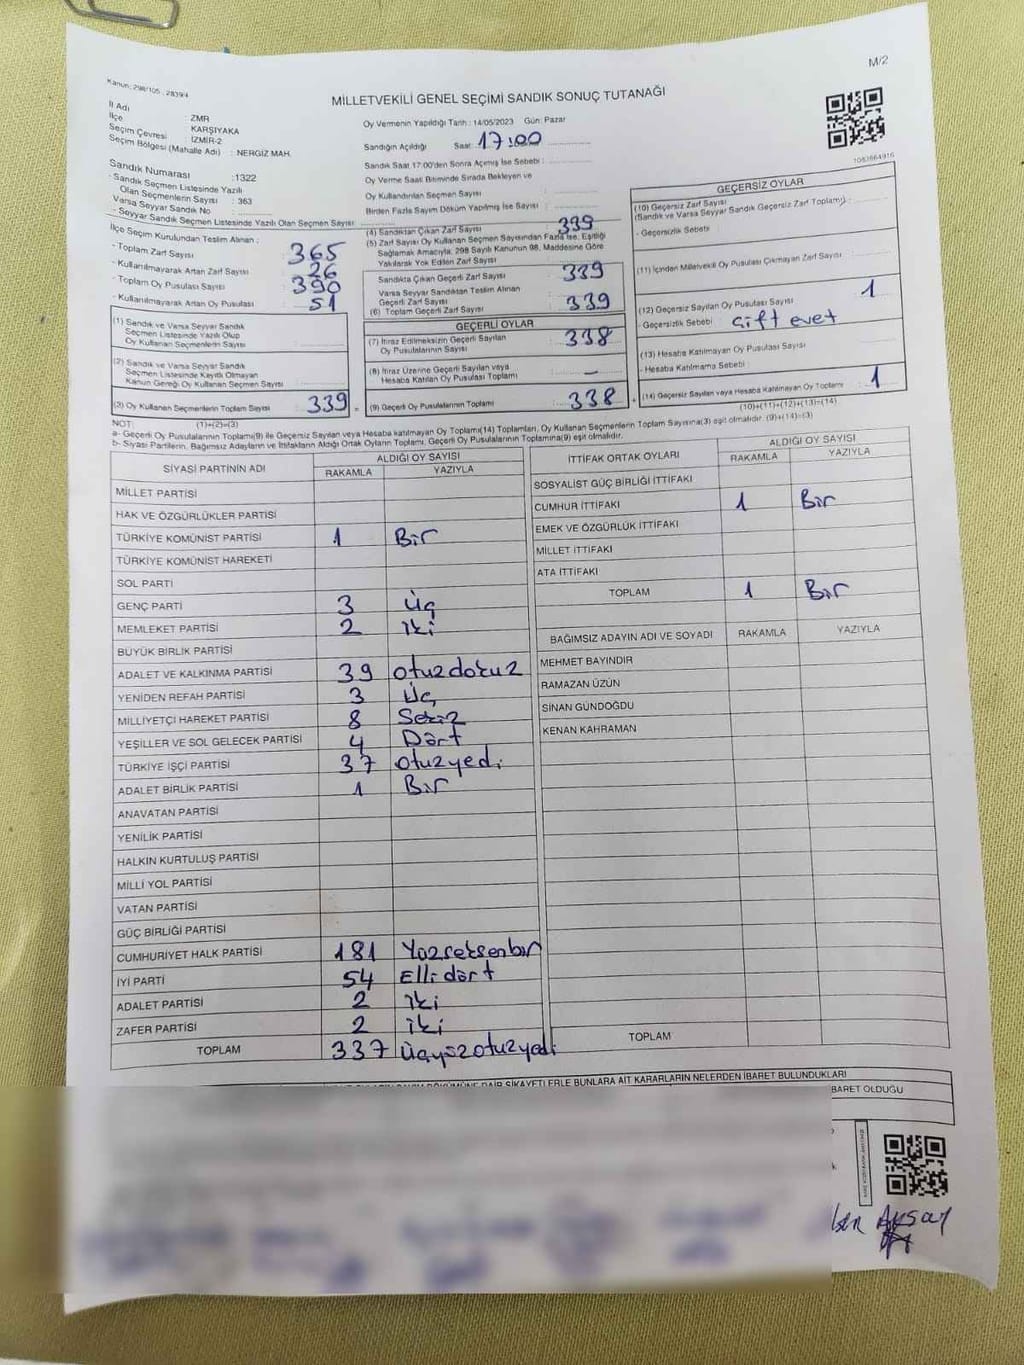 M/2
Kanun: 298/105 , 2839/4
MİLLETVEKİLİ GENEL SEÇİMİ SANDIK SONUÇ TUTANAĞI
İl Adı
İlçe : ZMR
Seçim Çevresi : KARŞIYAKA
Seçim Bölgesi (Mahalle Adı) : İZMİR-2
: NERGİZ MAH.
Sandık Numarası :1322
- Sandık Seçmen Listesinde Yazılı
Olan Seçmenlerin Sayısı : 363
Varsa Seyyar Sandık No
- Seyyar Sandık Seçmen Listesinde Yazılı Olan Seçmen Sayısı
İlçe Seçim Kurulundan Teslim Alınan :
- Toplam Zarf Sayısı 365
- Kullanılmayarak Artan Zarf Sayısı 26
- Toplam Oy Pusulası Sayısı 390
- Kullanılmayarak Artan Oy Pusulası 51
(1) Sandık ve Varsa Seyyar Sandık
Seçmen Listesinde Yazılı Olup
Oy Kullanan Seçmenlerin Sayısı
(2) Sandık ve Varsa Seyyar Sandık
Seçmen Listesinde Kayıtlı Olmayan
Kanun Gereği Oy Kullanan Seçmen Sayısı
(3) Oy Kullanan Seçmenlerin Toplam Sayısı 339 =
Oy Vermenin Yapıldığı Tarih : 14/05/2023 Gün: Pazar
Sandığın Açıldığı Saat: 17:00
Sandık Saat 17:00'den Sonra Açılmış İse Sebebi :
Oy Verme Saati Bitiminde Sırada Bekleyen ve
Oy Kullandırılan Seçmen Sayısı
Birden Fazla Sayım Döküm Yapılmış İse Sayısı :
(4) Sandıktan Çıkan Zarf Sayısı 339
(5) Zarf Sayısı Oy Kullanan Seçmen Sayısından Fazla İse, Eşitliği
Sağlamak Amacıyla; 298 Sayılı Kanunun 98. Maddesine Göre
Yakılarak Yok Edilen Zarf Sayısı
Sandıkta Çıkan Geçerli Zarf Sayısı 339
Varsa Seyyar Sandıktan Teslim Alınan
Geçerli Zarf Sayısı
(6) Toplam Geçerli Zarf Sayısı 339
GEÇERLİ OYLAR
(7) İtiraz Edilmeksizin Geçerli Sayılan
Oy Pusulalarının Sayısı 338
(8) İtiraz Üzerine Geçerli Sayılan veya
Hesaba Katılan Oy Pusulası Toplamı –
(9) Geçerli Oy Pusulalarının Toplamı 338 +
1083664916
GEÇERSİZ OYLAR
(10) Geçersiz Zarf Sayısı
(Sandık ve Varsa Seyyar Sandık Geçersiz Zarf Toplamı) :
- Geçersizlik Sebebi
(11) İçinden Milletvekili Oy Pusulası Çıkmayan Zarf Sayısı
(12) Geçersiz Sayılan Oy Pusulası Sayısı 1
- Geçersizlik Sebebi : Çift evet
(13) Hesaba Katılmayan Oy Pusulası Sayısı
- Hesaba Katılmama Sebebi
(14) Geçersiz Sayılan veya Hesaba Katılmayan Oy Toplamı 1
(10)+(11)+(12)+(13)=(14)
NOT: (1)+(2)=(3)
a- Geçerli Oy Pusulalarının Toplamı(9) ile Geçersiz Sayılan veya Hesaba katılmayan Oy Toplamı(14) Toplamları, Oy Kullanan Seçmenlerin Toplam Sayısına(3) eşit olmalıdır. (9)+(14)=(3)
b- Siyasi Partilerin, Bağımsız Adayların ve İttifakların Aldığı Ortak Oyların Toplamı, Geçerli Oy Pusulalarının Toplamına(9) eşit olmalıdır.
SİYASİ PARTİNİN ADI ALDIĞI OY SAYISI
RAKAMLA YAZIYLA
MİLLET PARTİSİ
HAK VE ÖZGÜRLÜKLER PARTİSİ
TÜRKİYE KOMÜNİST PARTİSİ 1 Bir
TÜRKİYE KOMÜNİST HAREKETİ
SOL PARTİ
GENÇ PARTİ 3 Üç
MEMLEKET PARTİSİ 2 iki
BÜYÜK BİRLİK PARTİSİ
ADALET VE KALKINMA PARTİSİ 39 otuzdokuz
YENİDEN REFAH PARTİSİ 3 Üç
MİLLİYETÇİ HAREKET PARTİSİ 8 Sekiz
YEŞİLLER VE SOL GELECEK PARTİSİ 4 Dört
TÜRKİYE İŞÇİ PARTİSİ 37 otuzyedi
ADALET BİRLİK PARTİSİ 1 Bir
ANAVATAN PARTİSİ
YENİLİK PARTİSİ
HALKIN KURTULUŞ PARTİSİ
MİLLİ YOL PARTİSİ
VATAN PARTİSİ
GÜÇ BİRLİĞİ PARTİSİ
CUMHURİYET HALK PARTİSİ 181 Yüzseksenbir
İYİ PARTİ 54 Ellidört
ADALET PARTİSİ 2 iki
ZAFER PARTİSİ 2 iki
TOPLAM 337 üçyüzotuzyedi
İTTİFAK ORTAK OYLARI ALDIĞI OY SAYISI
RAKAMLA YAZIYLA
SOSYALİST GÜÇ BİRLİĞİ İTTİFAKI
CUMHUR İTTİFAKI 1 Bir
EMEK VE ÖZGÜRLÜK İTTİFAKI
MİLLET İTTİFAKI
ATA İTTİFAKI
TOPLAM 1 Bir
BAĞIMSIZ ADAYIN ADI VE SOYADI RAKAMLA YAZIYLA
MEHMET BAYINDIR
RAMAZAN ÜZÜN
SİNAN GÜNDOĞDU
KENAN KAHRAMAN
TOPLAM
DÖKÜMÜNE DAİR ŞİKAYETLERLE BUNLARA AİT KARARLARIN NELERDEN İBARET BULUNDUKLARI
BARET OLDUĞU
Aksoy